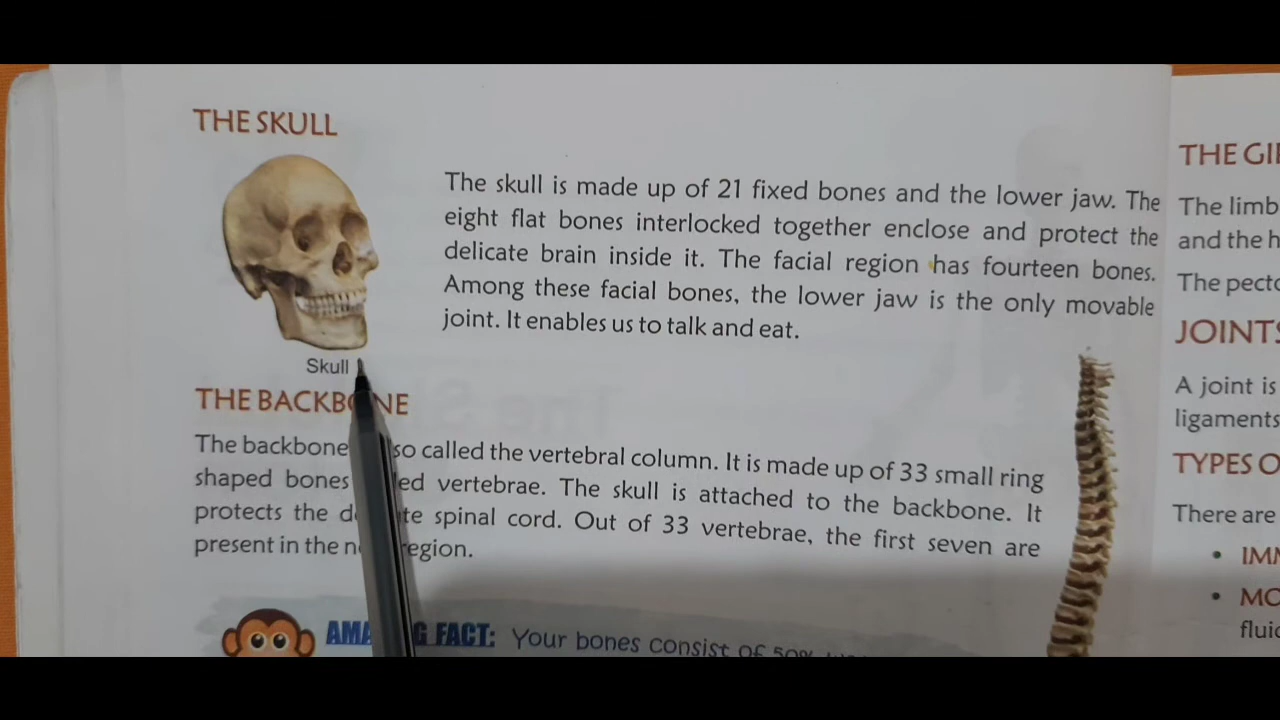 THE SKULL
The skull is made up of 21 fixed bones and the lower jaw. The
eight flat bones interlocked together enclose and protect the
delicate brain inside it. The facial region has fourteen bones.
Among these facial bones, the lower jaw is the only movable
joint. It enables us to talk and eat.
Skull
THE BACKBONE
The backbone so called the vertebral column. It is made up of 33 small ring
shaped bones ed vertebrae. The skull is attached to the backbone. It
protects the te spinal cord. Out of 33 vertebrae, the first seven are
present in the region.
FACT: Your bones consist of 50%
THE
The limb
and the h
The pecto
JOINTS
A joint is
ligaments
TYPES O
There are
• IM
• MO
fluid